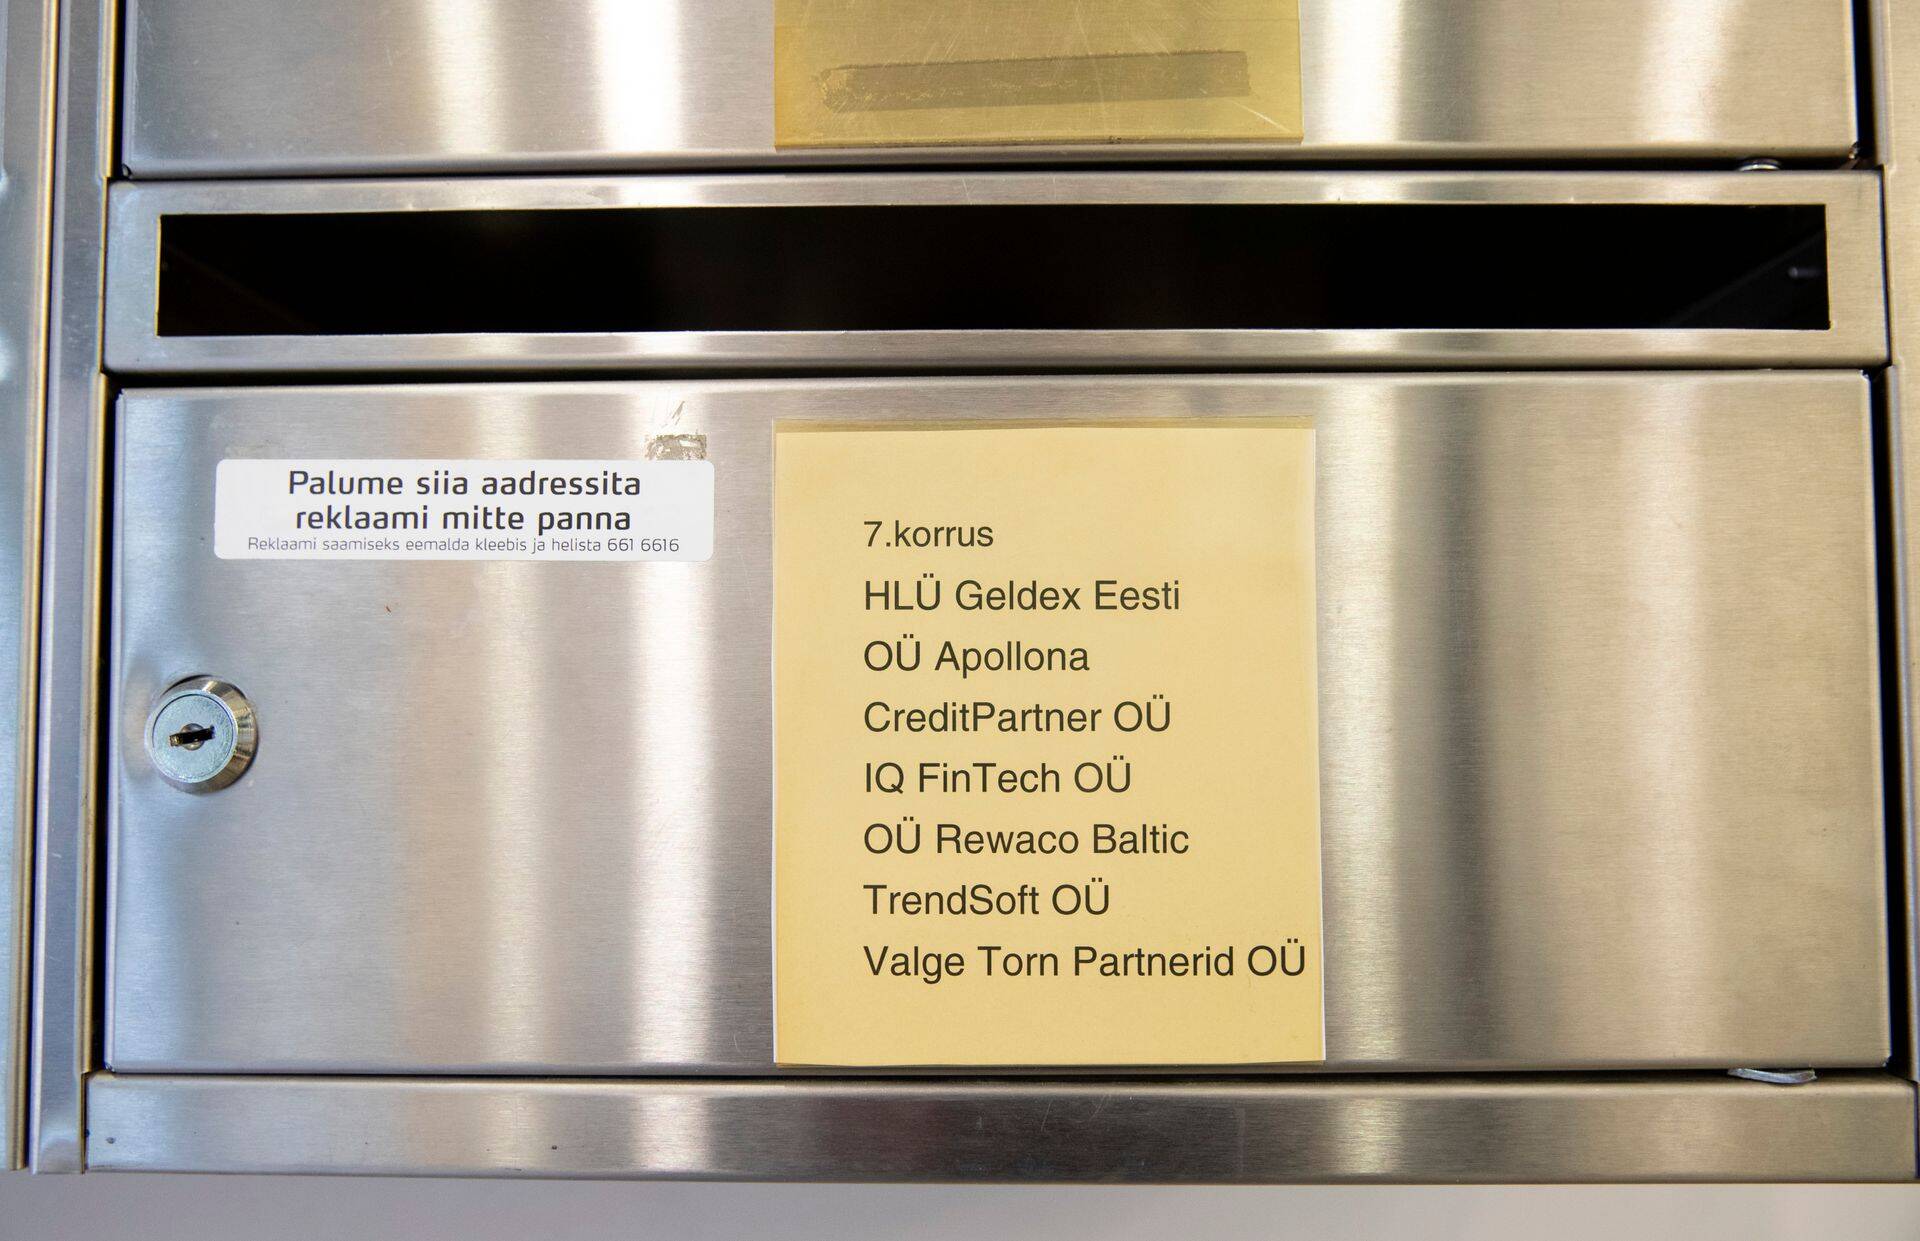 Palume siia aadressita
reklaami mitte panna
Reklaami saamiseks eemalda kleebis ja helista 661 6616
7.korrus
HLÜ Geldex Eesti
OÜ Apollona
CreditPartner OÜ
IQ FinTech OÜ
OÜ Rewaco Baltic
TrendSoft OÜ
Valge Torn Partnerid OÜ